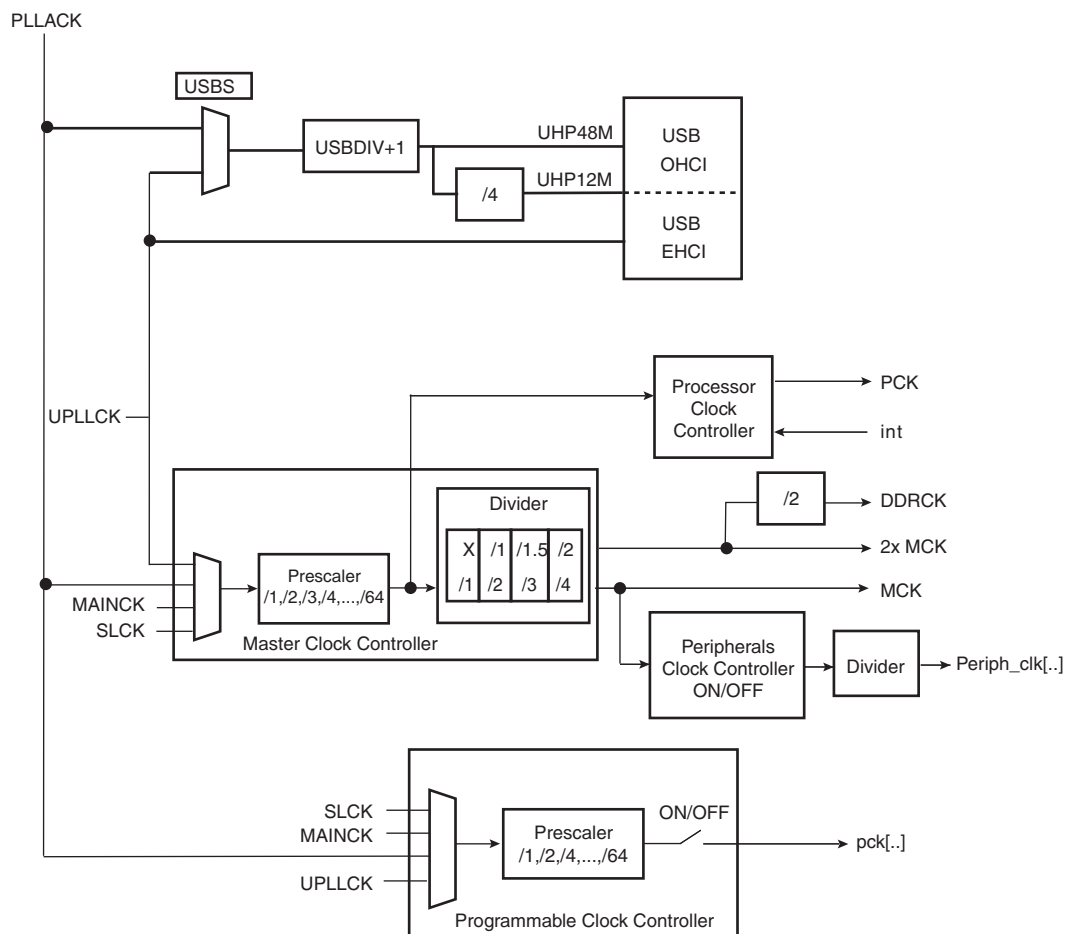 PLLACK
USBS
USBDIV+1
UHP48M
/4
UHP12M
USB
OHCI
USB
EHCI
UPLLCK
Processor
Clock
Controller
PCK
int
Divider
X /1 /1.5 /2
/1 /2 /3 /4
/2
DDRCK
2x MCK
MCK
Prescaler
/1,/2,/3,/4,...,/64
MAINCK
SLCK
Master Clock Controller
Peripherals
Clock Controller
ON/OFF
Divider
Periph_clk[..]
SLCK
MAINCK
UPLLCK
Prescaler
/1,/2,/4,...,/64
ON/OFF
pck[..]
Programmable Clock Controller